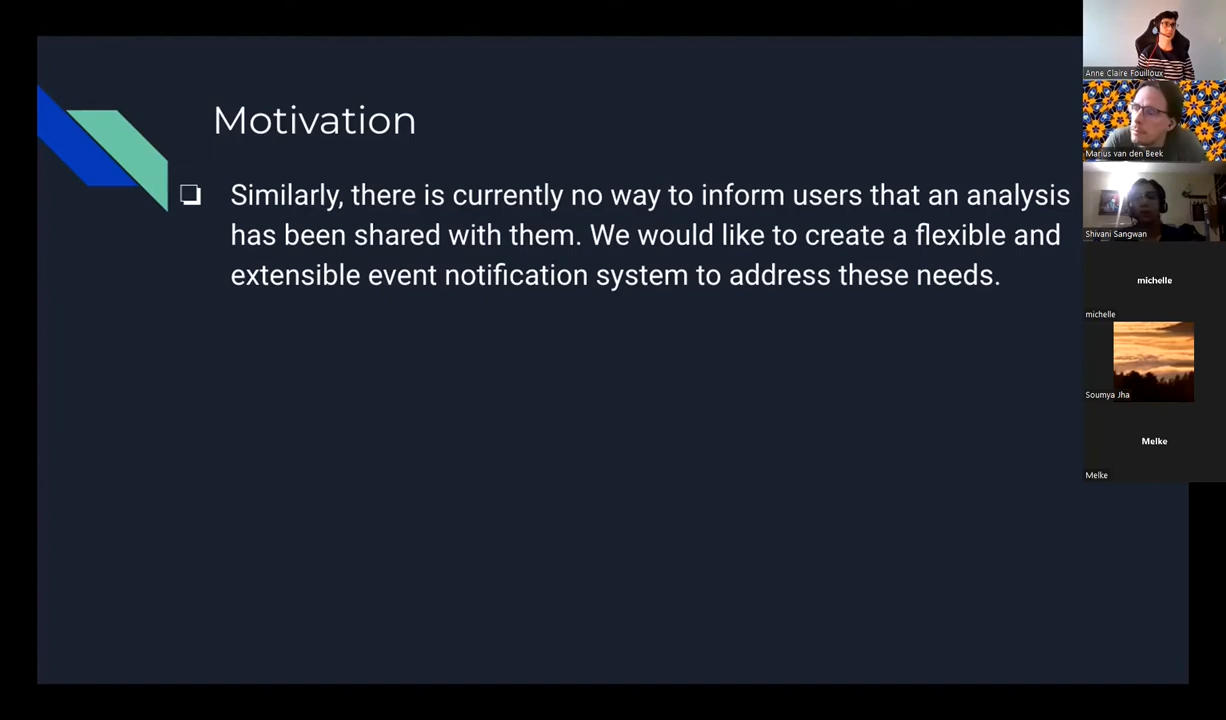 Motivation
Similarly, there is currently no way to inform users that an analysis
has been shared with them. We would like to create a flexible and
extensible event notification system to address these needs.
Anne Claire Fouilloux
Marius van den Beek
Shivani Sangwan
michelle
michelle
Soumya Jha
Melke
Melke